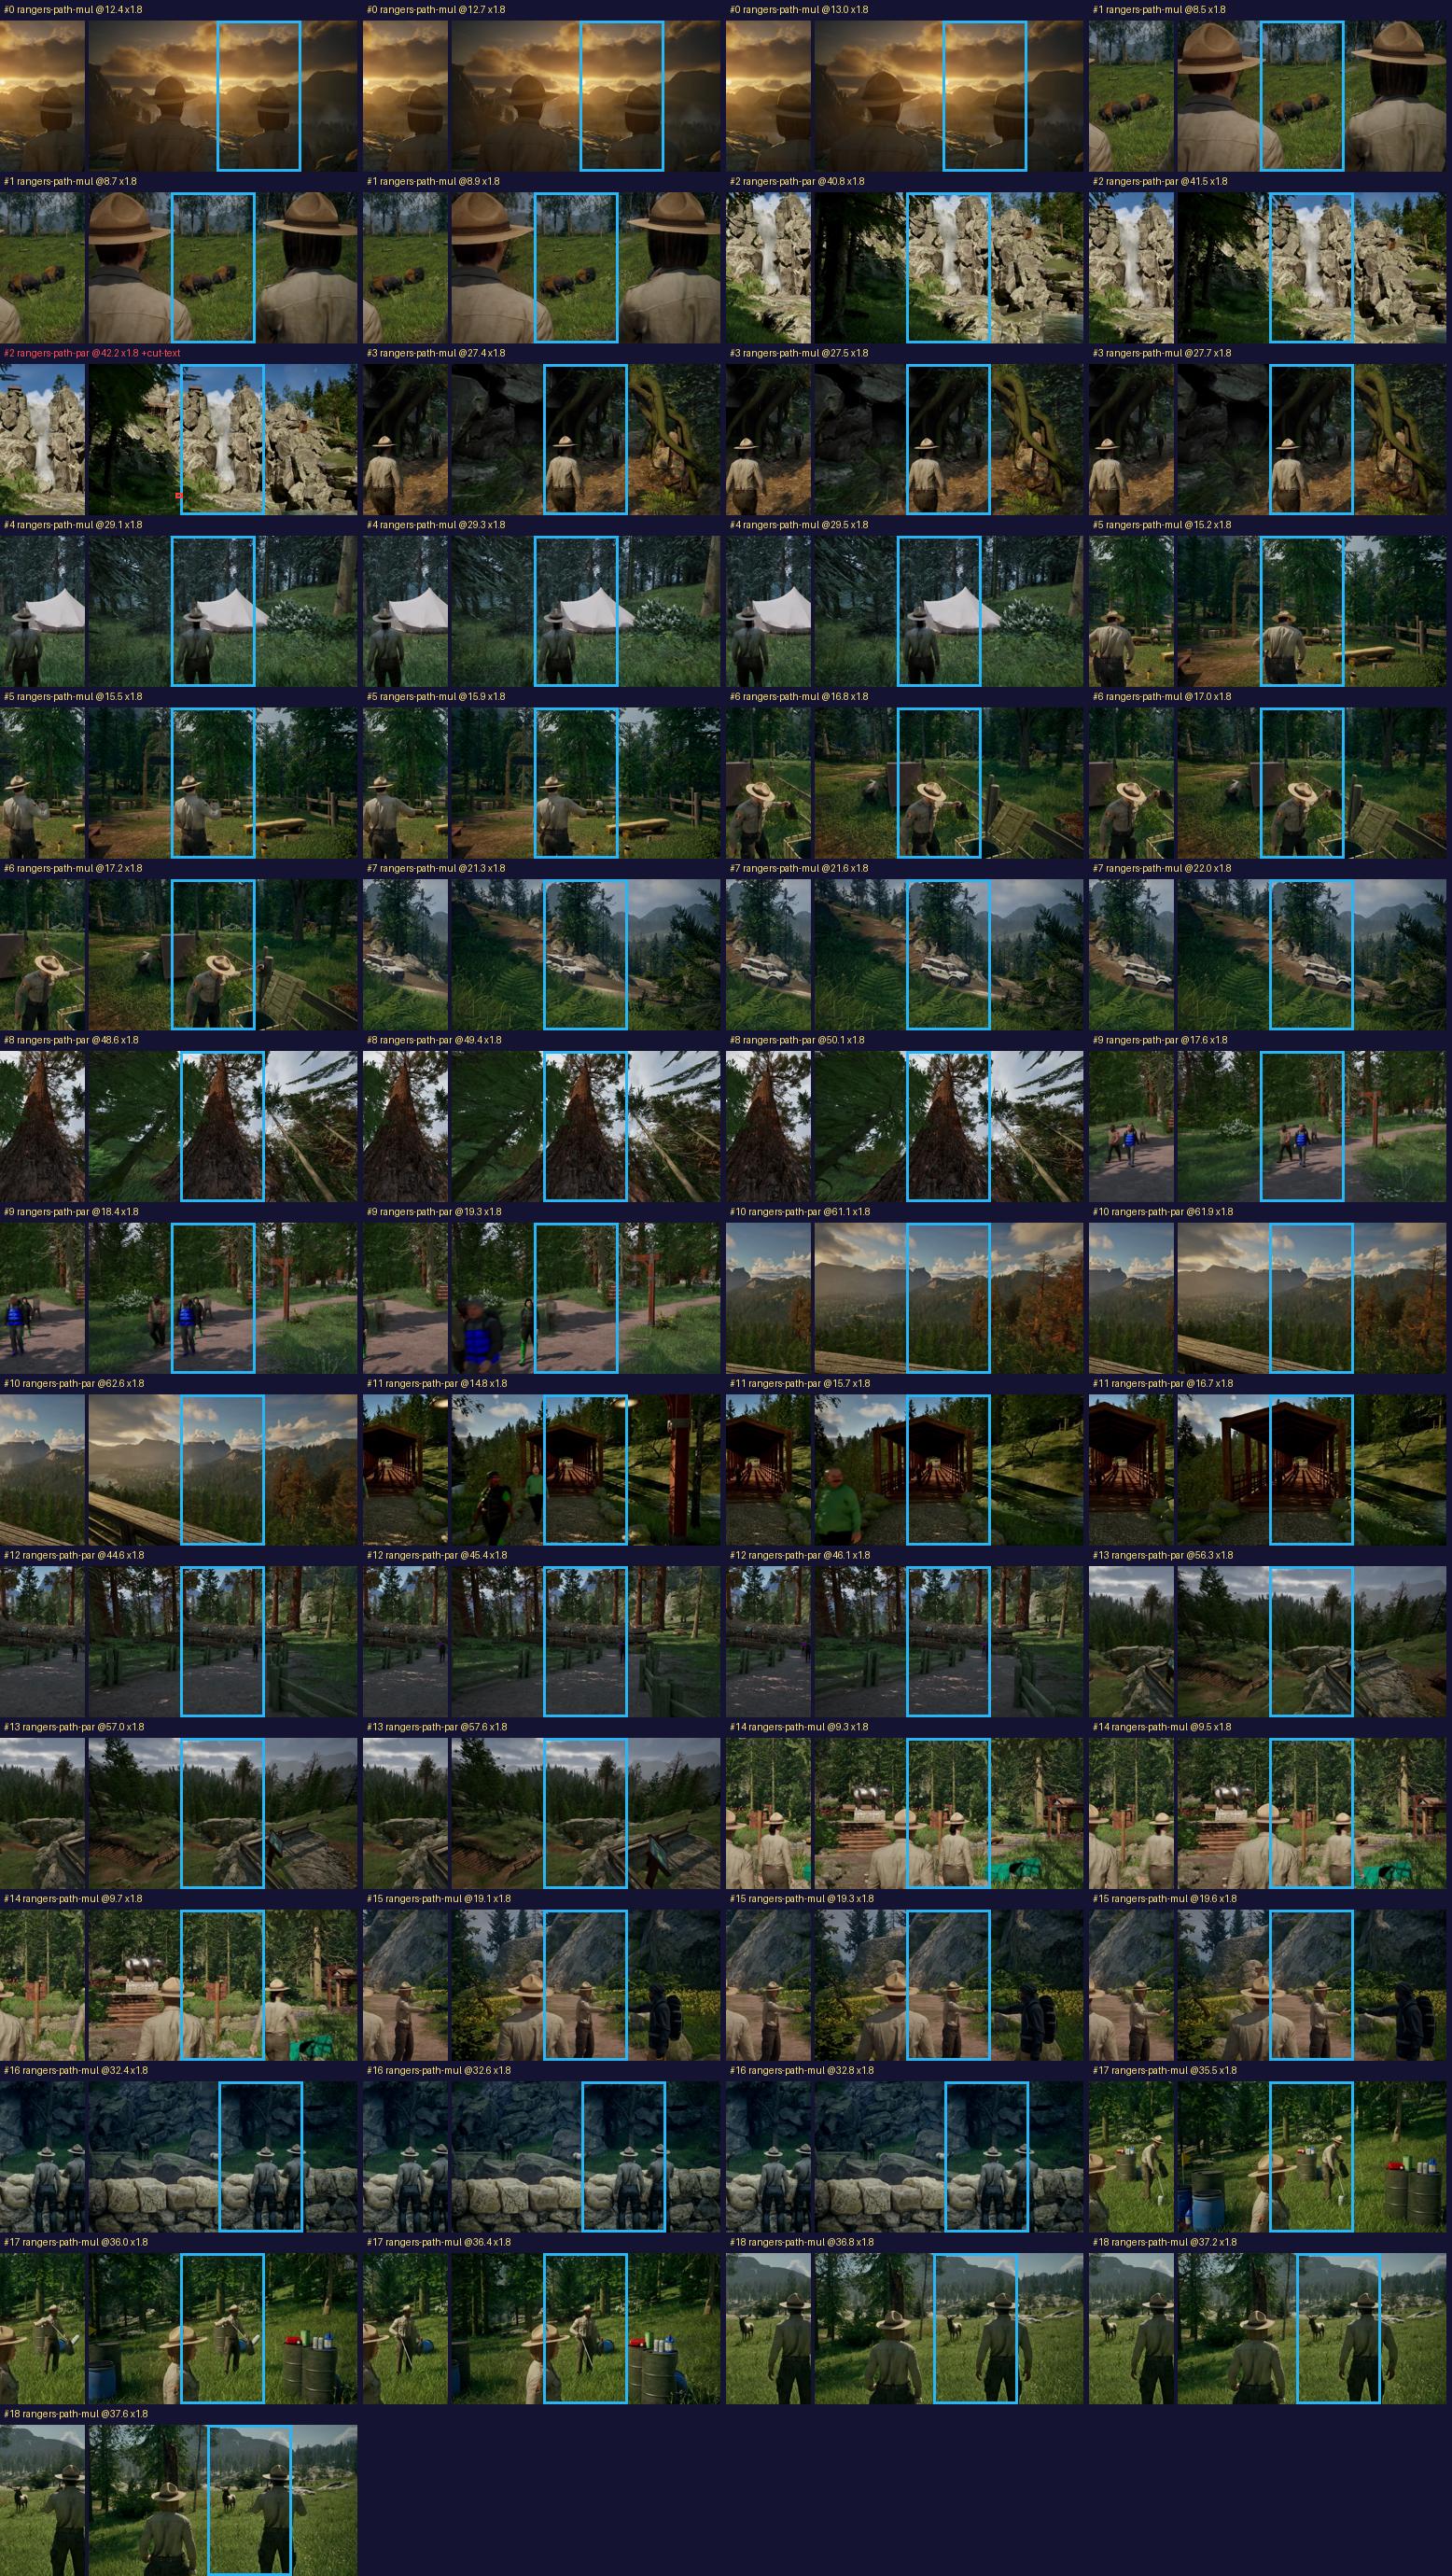 #0 rangers-path-mul @12.4 x1.8
#0 rangers-path-mul @12.7 x1.8
#0 rangers-path-mul @13.0 x1.8
#1 rangers-path-mul @8.5 x1.8
#1 rangers-path-mul @8.7 x1.8
#1 rangers-path-mul @8.9 x1.8
#2 rangers-path-par @40.8 x1.8
#2 rangers-path-par @41.5 x1.8
#2 rangers-path-par @42.2 x1.8 +cut-text
#3 rangers-path-mul @27.4 x1.8
#3 rangers-path-mul @27.5 x1.8
#3 rangers-path-mul @27.7 x1.8
#4 rangers-path-mul @29.1 x1.8
#4 rangers-path-mul @29.3 x1.8
#4 rangers-path-mul @29.5 x1.8
#5 rangers-path-mul @15.2 x1.8
#5 rangers-path-mul @15.5 x1.8
#5 rangers-path-mul @15.9 x1.8
#6 rangers-path-mul @16.8 x1.8
#6 rangers-path-mul @17.0 x1.8
#6 rangers-path-mul @17.2 x1.8
#7 rangers-path-mul @21.3 x1.8
#7 rangers-path-mul @21.6 x1.8
#7 rangers-path-mul @22.0 x1.8
#8 rangers-path-par @48.6 x1.8
#8 rangers-path-par @49.4 x1.8
#8 rangers-path-par @50.1 x1.8
#9 rangers-path-par @17.6 x1.8
#9 rangers-path-par @18.4 x1.8
#9 rangers-path-par @19.3 x1.8
#10 rangers-path-par @61.1 x1.8
#10 rangers-path-par @61.9 x1.8
#10 rangers-path-par @62.6 x1.8
#11 rangers-path-par @14.8 x1.8
#11 rangers-path-par @15.7 x1.8
#11 rangers-path-par @16.7 x1.8
#12 rangers-path-par @44.6 x1.8
#12 rangers-path-par @45.4 x1.8
#12 rangers-path-par @46.1 x1.8
#13 rangers-path-par @56.3 x1.8
#13 rangers-path-par @57.0 x1.8
#13 rangers-path-par @57.6 x1.8
#14 rangers-path-mul @9.3 x1.8
#14 rangers-path-mul @9.5 x1.8
#14 rangers-path-mul @9.7 x1.8
#15 rangers-path-mul @19.1 x1.8
#15 rangers-path-mul @19.3 x1.8
#15 rangers-path-mul @19.6 x1.8
#16 rangers-path-mul @32.4 x1.8
#16 rangers-path-mul @32.6 x1.8
#16 rangers-path-mul @32.8 x1.8
#17 rangers-path-mul @35.5 x1.8
#17 rangers-path-mul @36.0 x1.8
#17 rangers-path-mul @36.4 x1.8
#18 rangers-path-mul @36.8 x1.8
#18 rangers-path-mul @37.2 x1.8
#18 rangers-path-mul @37.6 x1.8